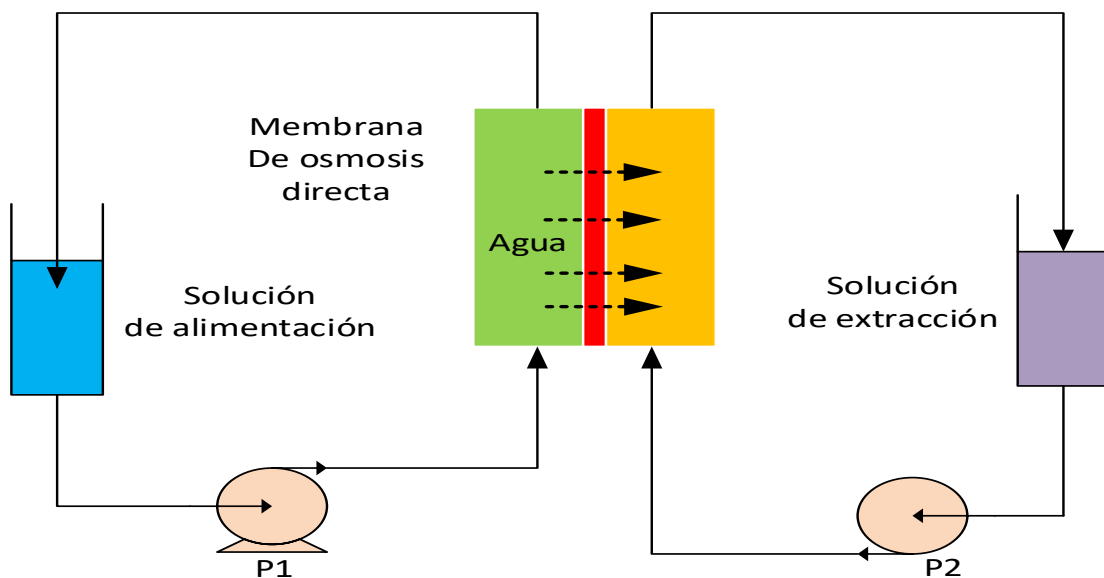 Membrana
De osmosis
directa
Agua
Solución
de alimentación
Solución
de extracción
P1
P2